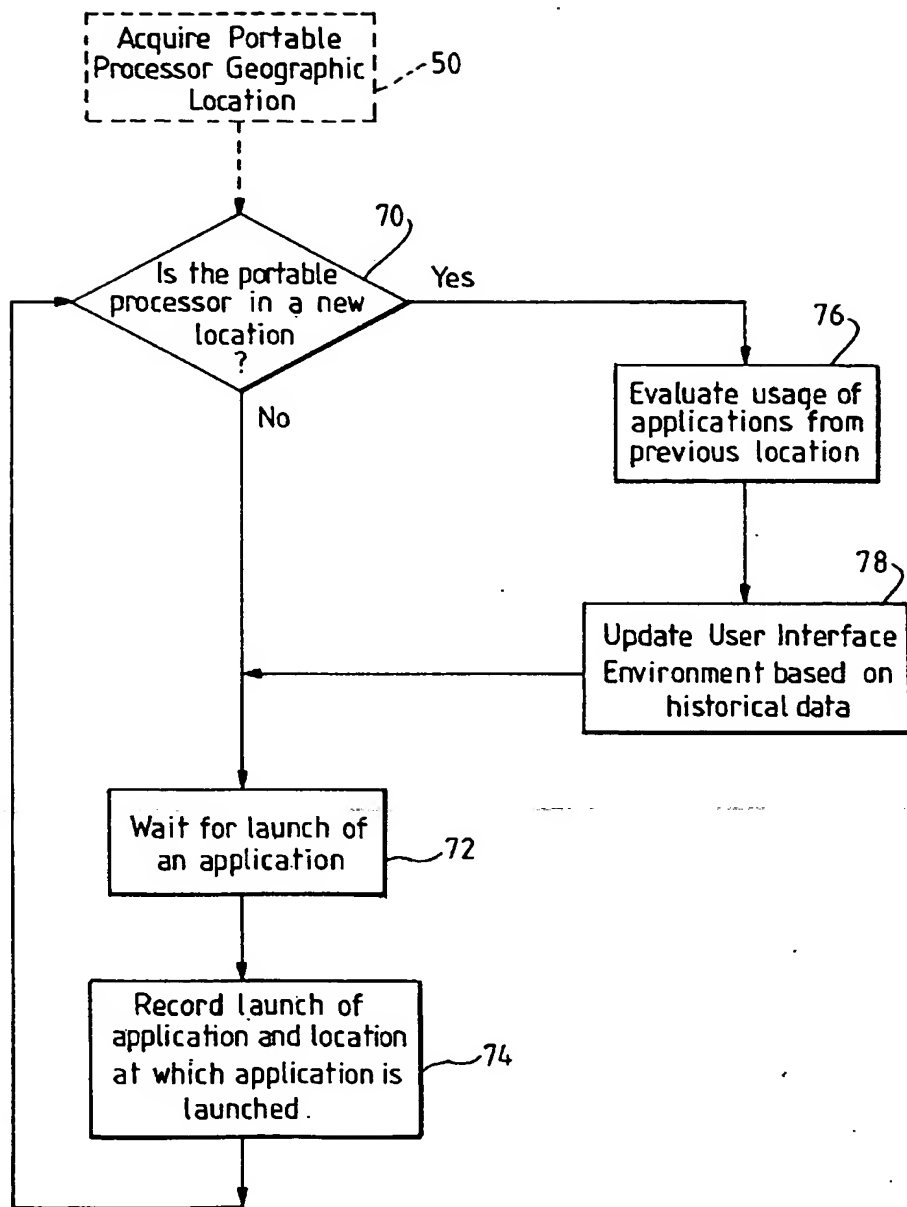 Acquire Portable
Processor Geographic
Location
50
70
Is the portable
processor in a new
location
?
Yes
No
76
Evaluate usage of
applications from
previous location
78
Update User Interface
Environment based on
historical data
Wait for launch of
an application
72
Record launch of
application and location
at which application is
launched.
74